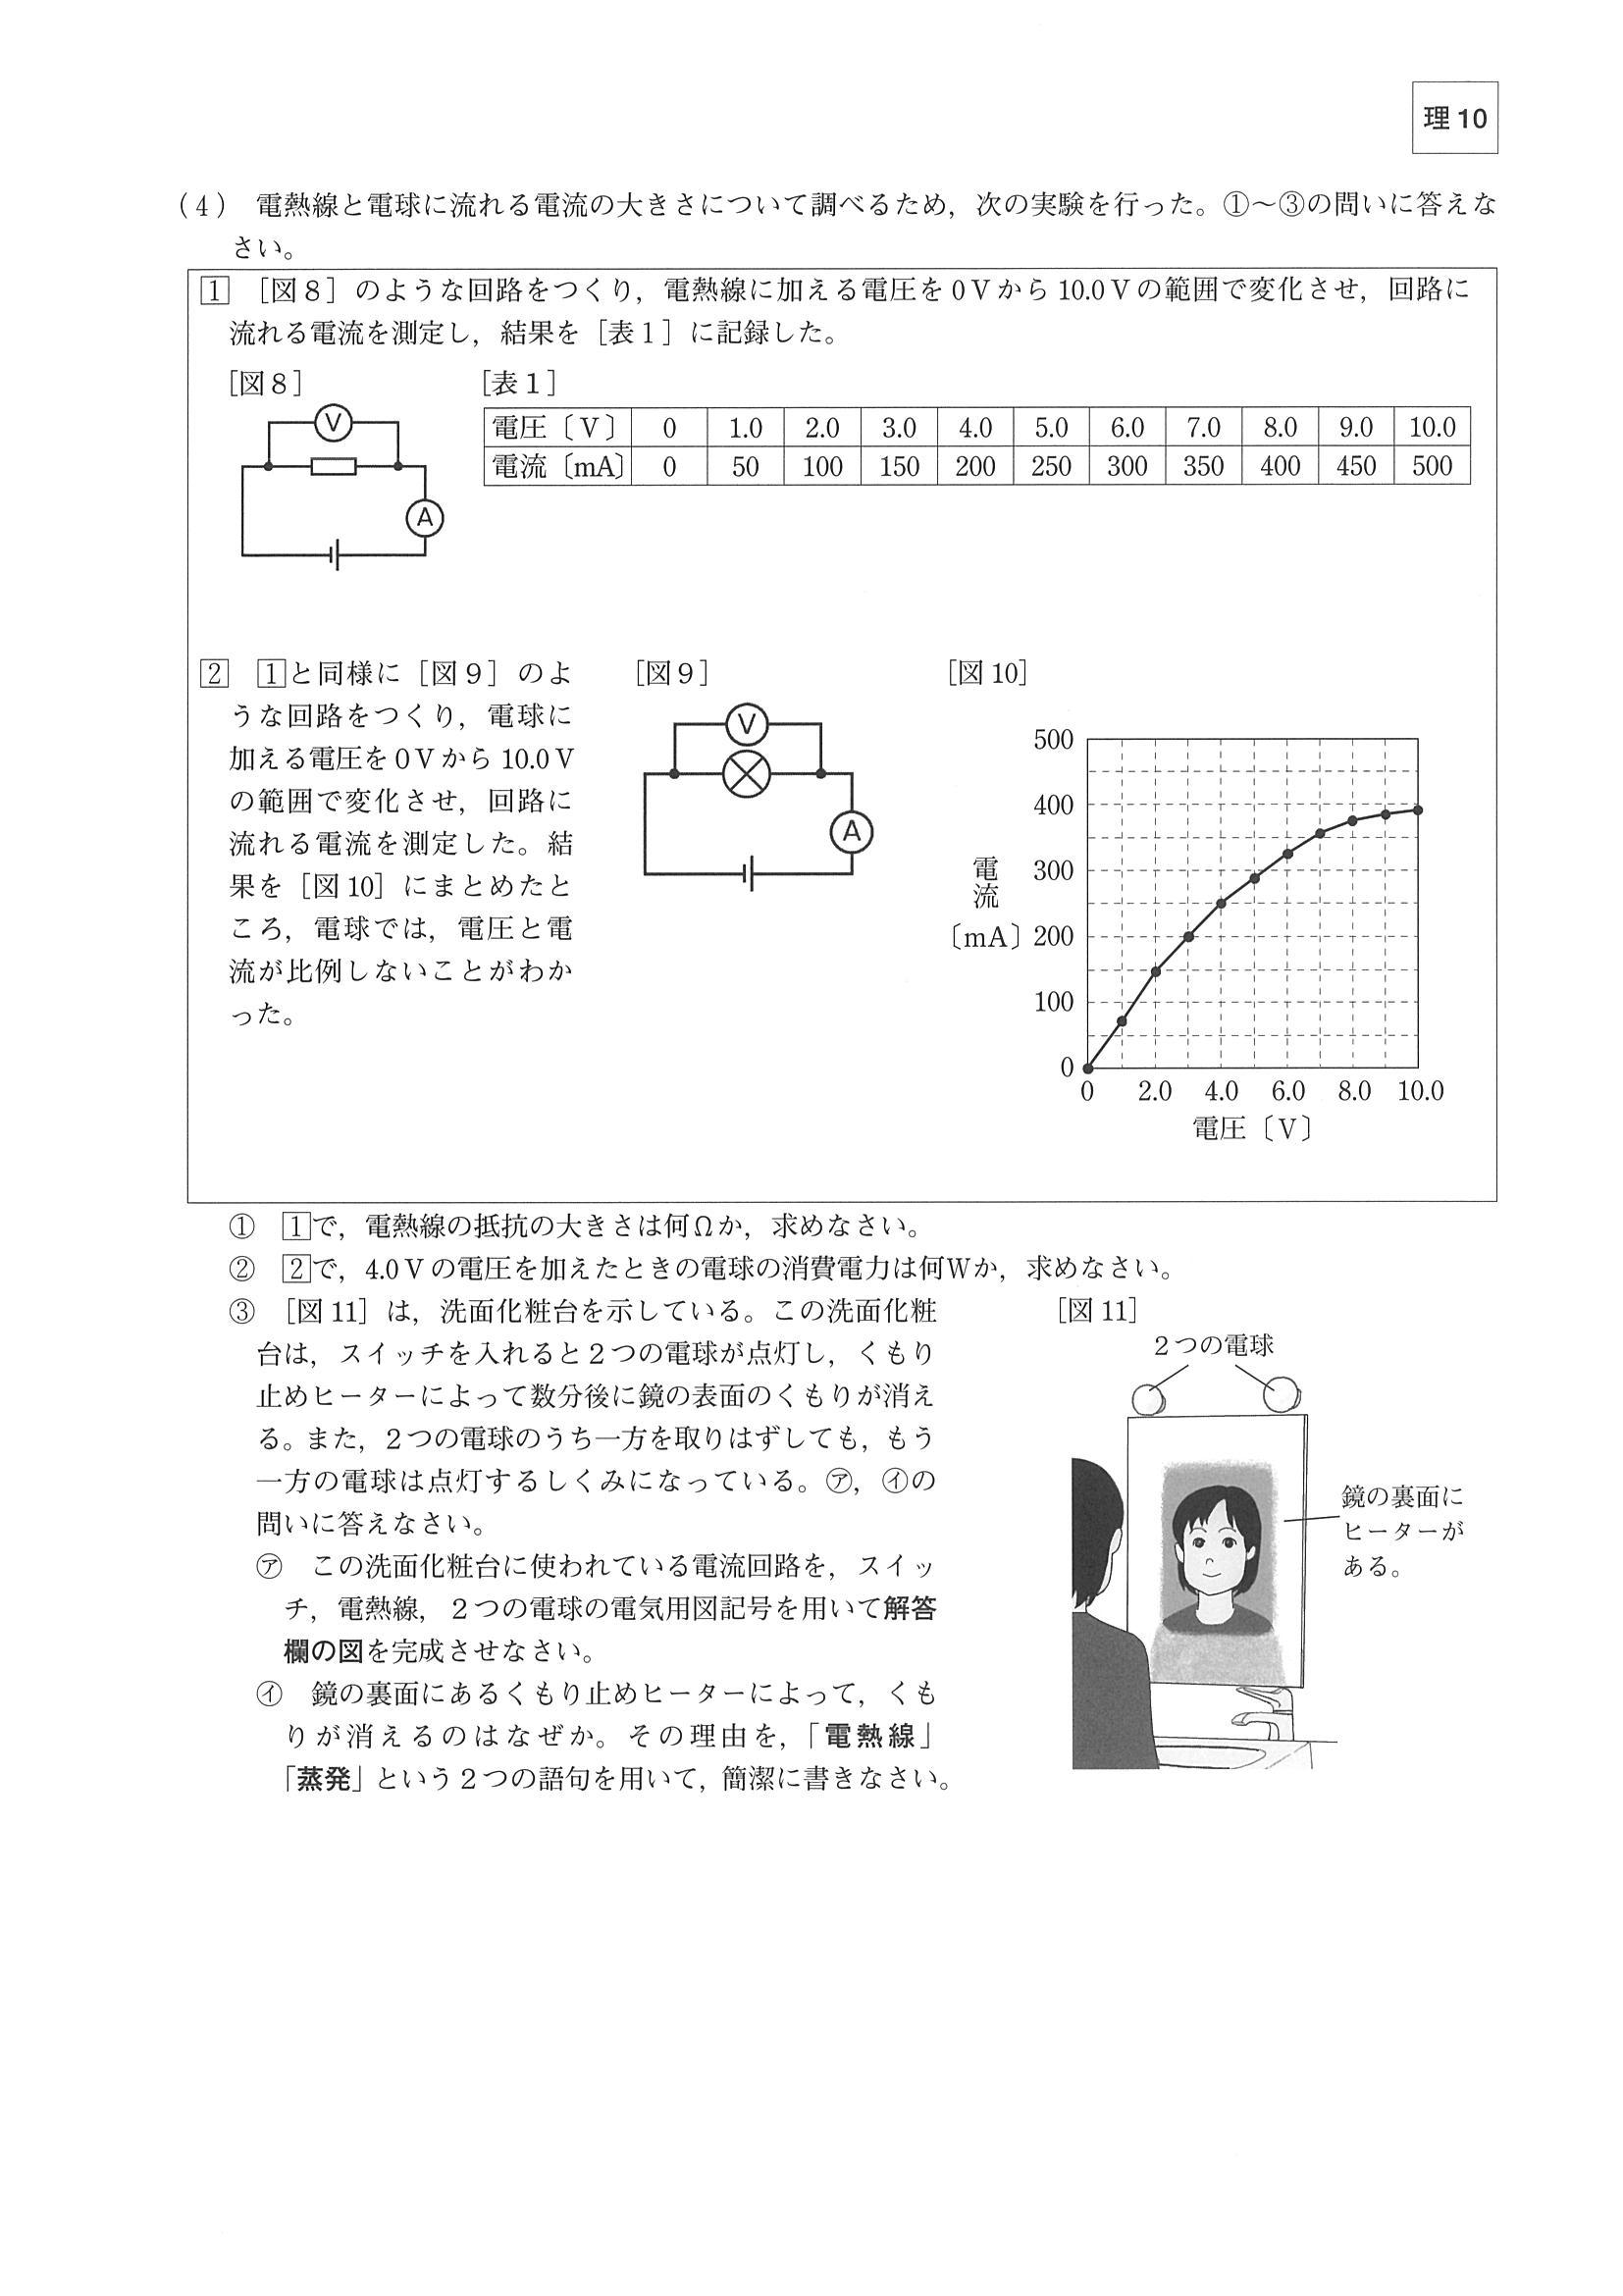 理10
(4) 電熱線と電球に流れる電流の大きさについて調べるため，次の実験を行った。①～③の問いに答えな
さい。
1 ［図8］のような回路をつくり，電熱線に加える電圧を0Vから10.0Vの範囲で変化させ，回路に
流れる電流を測定し，結果を［表1］に記録した。
［図8］ ［表1］
V
A
電圧〔V〕 0 1.0 2.0 3.0 4.0 5.0 6.0 7.0 8.0 9.0 10.0
電流〔mA〕 0 50 100 150 200 250 300 350 400 450 500
2 1と同様に［図9］のよ
うな回路をつくり，電球に
加える電圧を0Vから10.0V
の範囲で変化させ，回路に
流れる電流を測定した。結
果を［図10］にまとめたと
ころ，電球では，電圧と電
流が比例しないことがわか
った。
［図9］
V
A
［図10］
500
400
300
200
100
0
電流
〔mA〕
0 2.0 4.0 6.0 8.0 10.0
電圧〔V〕
① 1で，電熱線の抵抗の大きさは何Ωか，求めなさい。
② 2で，4.0Vの電圧を加えたときの電球の消費電力は何Wか，求めなさい。
③ ［図11］は，洗面化粧台を示している。この洗面化粧
台は，スイッチを入れると2つの電球が点灯し，くもり
止めヒーターによって数分後に鏡の表面のくもりが消え
る。また，2つの電球のうち一方を取りはずしても，もう
一方の電球は点灯するしくみになっている。㋐，㋑の
問いに答えなさい。
㋐ この洗面化粧台に使われている電流回路を，スイッ
チ，電熱線，2つの電球の電気用図記号を用いて解答
欄の図を完成させなさい。
㋑ 鏡の裏面にあるくもり止めヒーターによって，くも
りが消えるのはなぜか。その理由を，「電熱線」
「蒸発」という2つの語句を用いて，簡潔に書きなさい。
［図11］
2つの電球
鏡の裏面に
ヒーターが
ある。